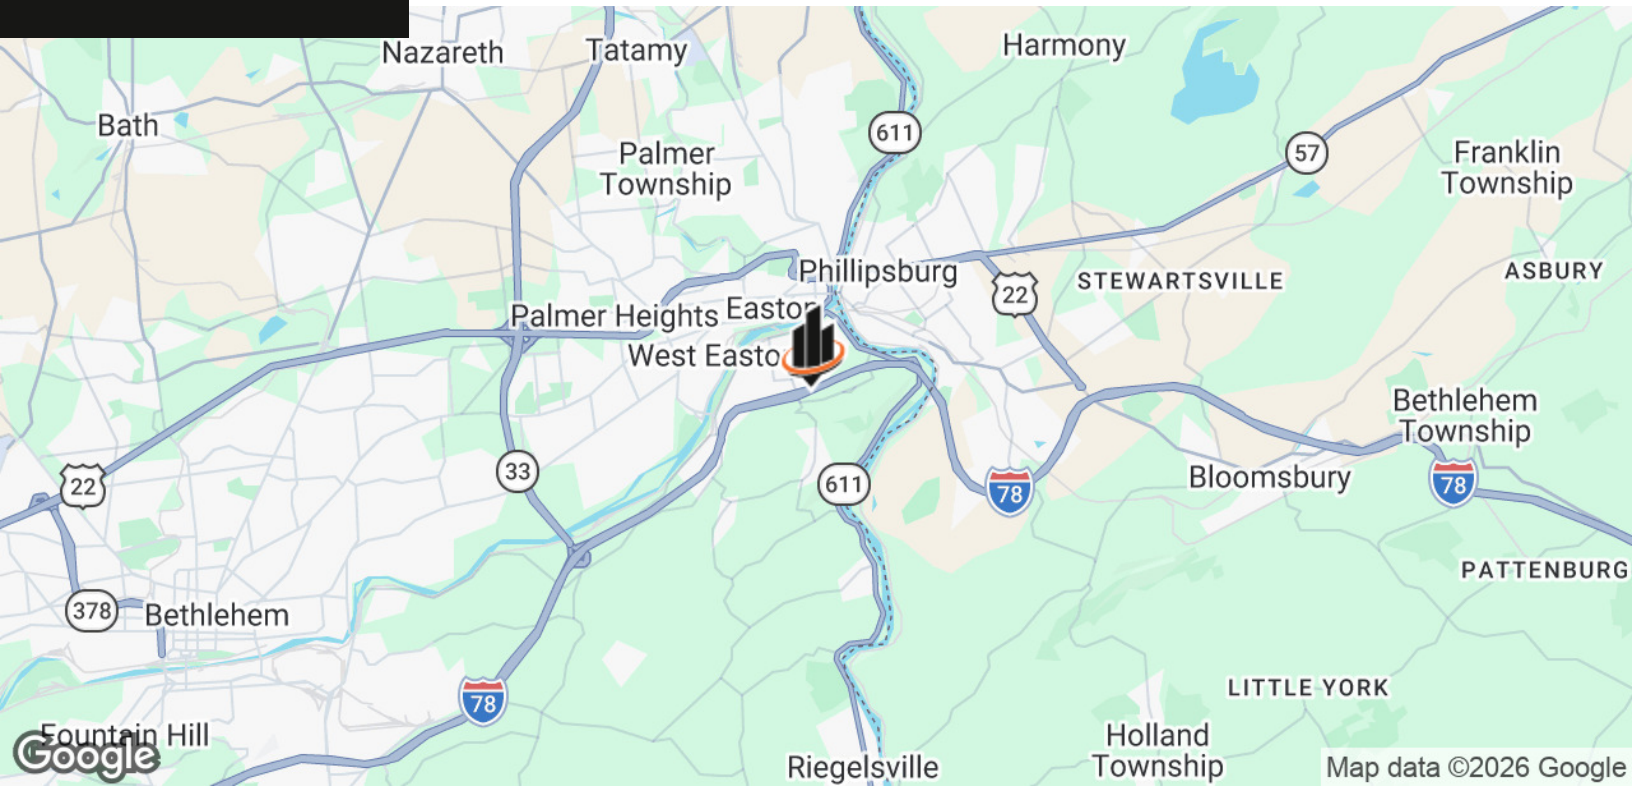 Nazareth
Tatamy
Harmony
Bath
611
57
Palmer
Township
Franklin
Township
Phillipsburg
STEWARTSVILLE
ASBURY
22
Palmer Heights
Easton
West Easto
Bethlehem
Township
33
22
611
78
Bloomsbury
78
PATTENBURG
378
Bethlehem
78
LITTLE YORK
Fountain Hill
Google
Riegelsville
Holland
Township
Map data ©2026 Google